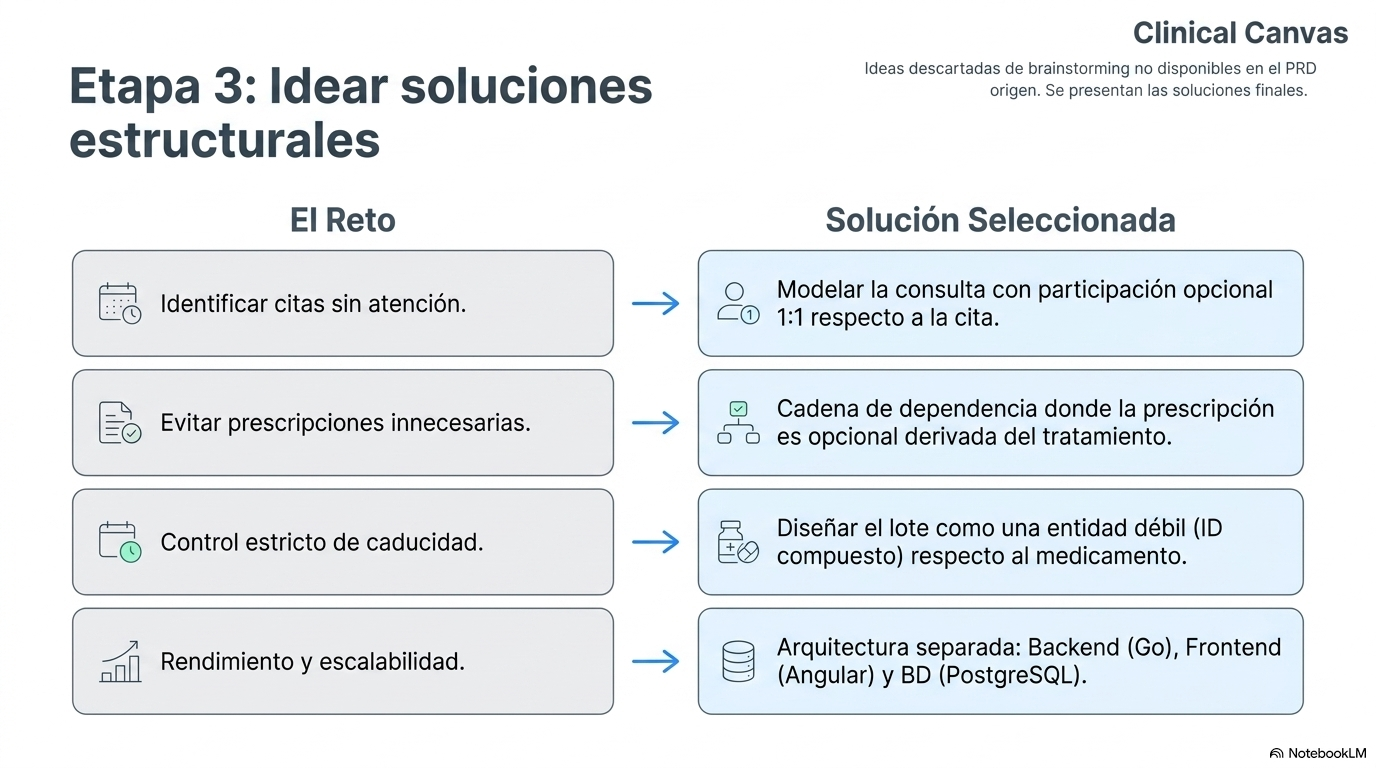 Clinical Canvas
Ideas descartadas de brainstorming no disponibles en el PRD
origen. Se presentan las soluciones finales.
Etapa 3: Idear soluciones
estructurales
El Reto
Solución Seleccionada
Identificar citas sin atención.
1
Modelar la consulta con participación opcional
1:1 respecto a la cita.
Evitar prescripciones innecesarias.
Cadena de dependencia donde la prescripción
es opcional derivada del tratamiento.
Control estricto de caducidad.
Diseñar el lote como una entidad débil (ID
compuesto) respecto al medicamento.
Rendimiento y escalabilidad.
Arquitectura separada: Backend (Go), Frontend
(Angular) y BD (PostgreSQL).
NotebookLM